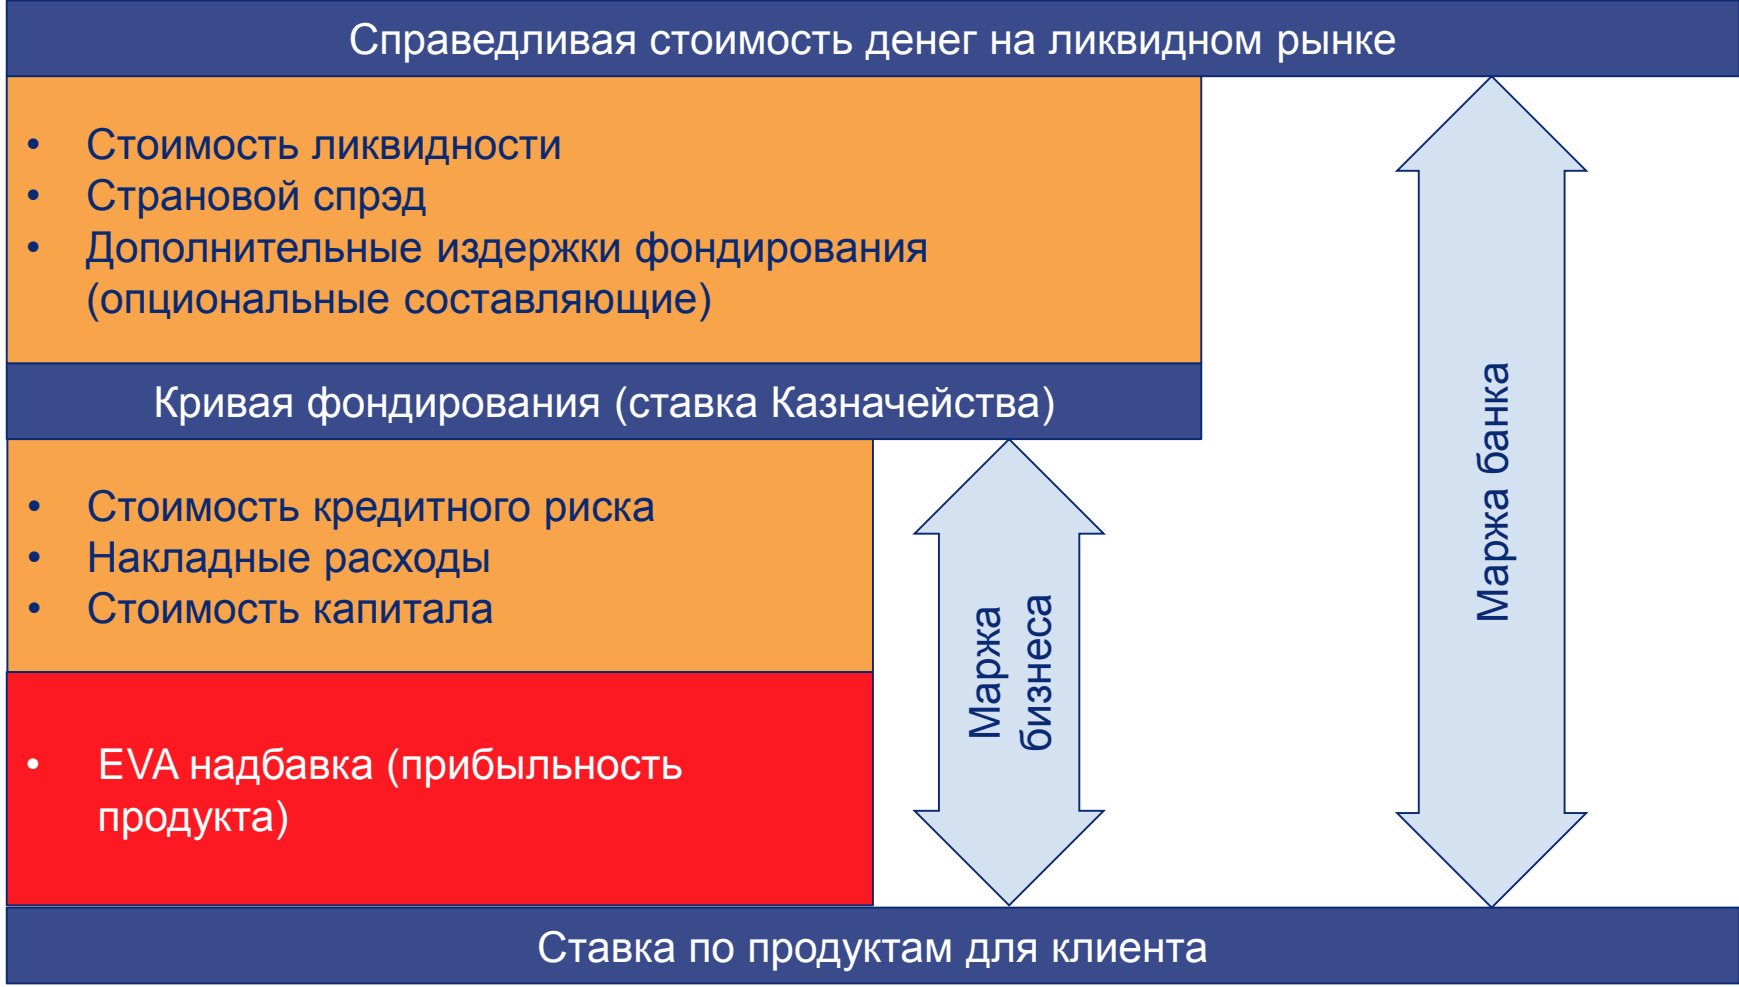 Справедливая стоимость денег на ликвидном рынке
• Стоимость ликвидности
• Страновой спрэд
• Дополнительные издержки фондирования
(опциональные составляющие)
Кривая фондирования (ставка Казначейства)
• Стоимость кредитного риска
• Накладные расходы
• Стоимость капитала
• EVA надбавка (прибыльность
продукта)
Маржа
бизнеса
Маржа банка
Ставка по продуктам для клиента